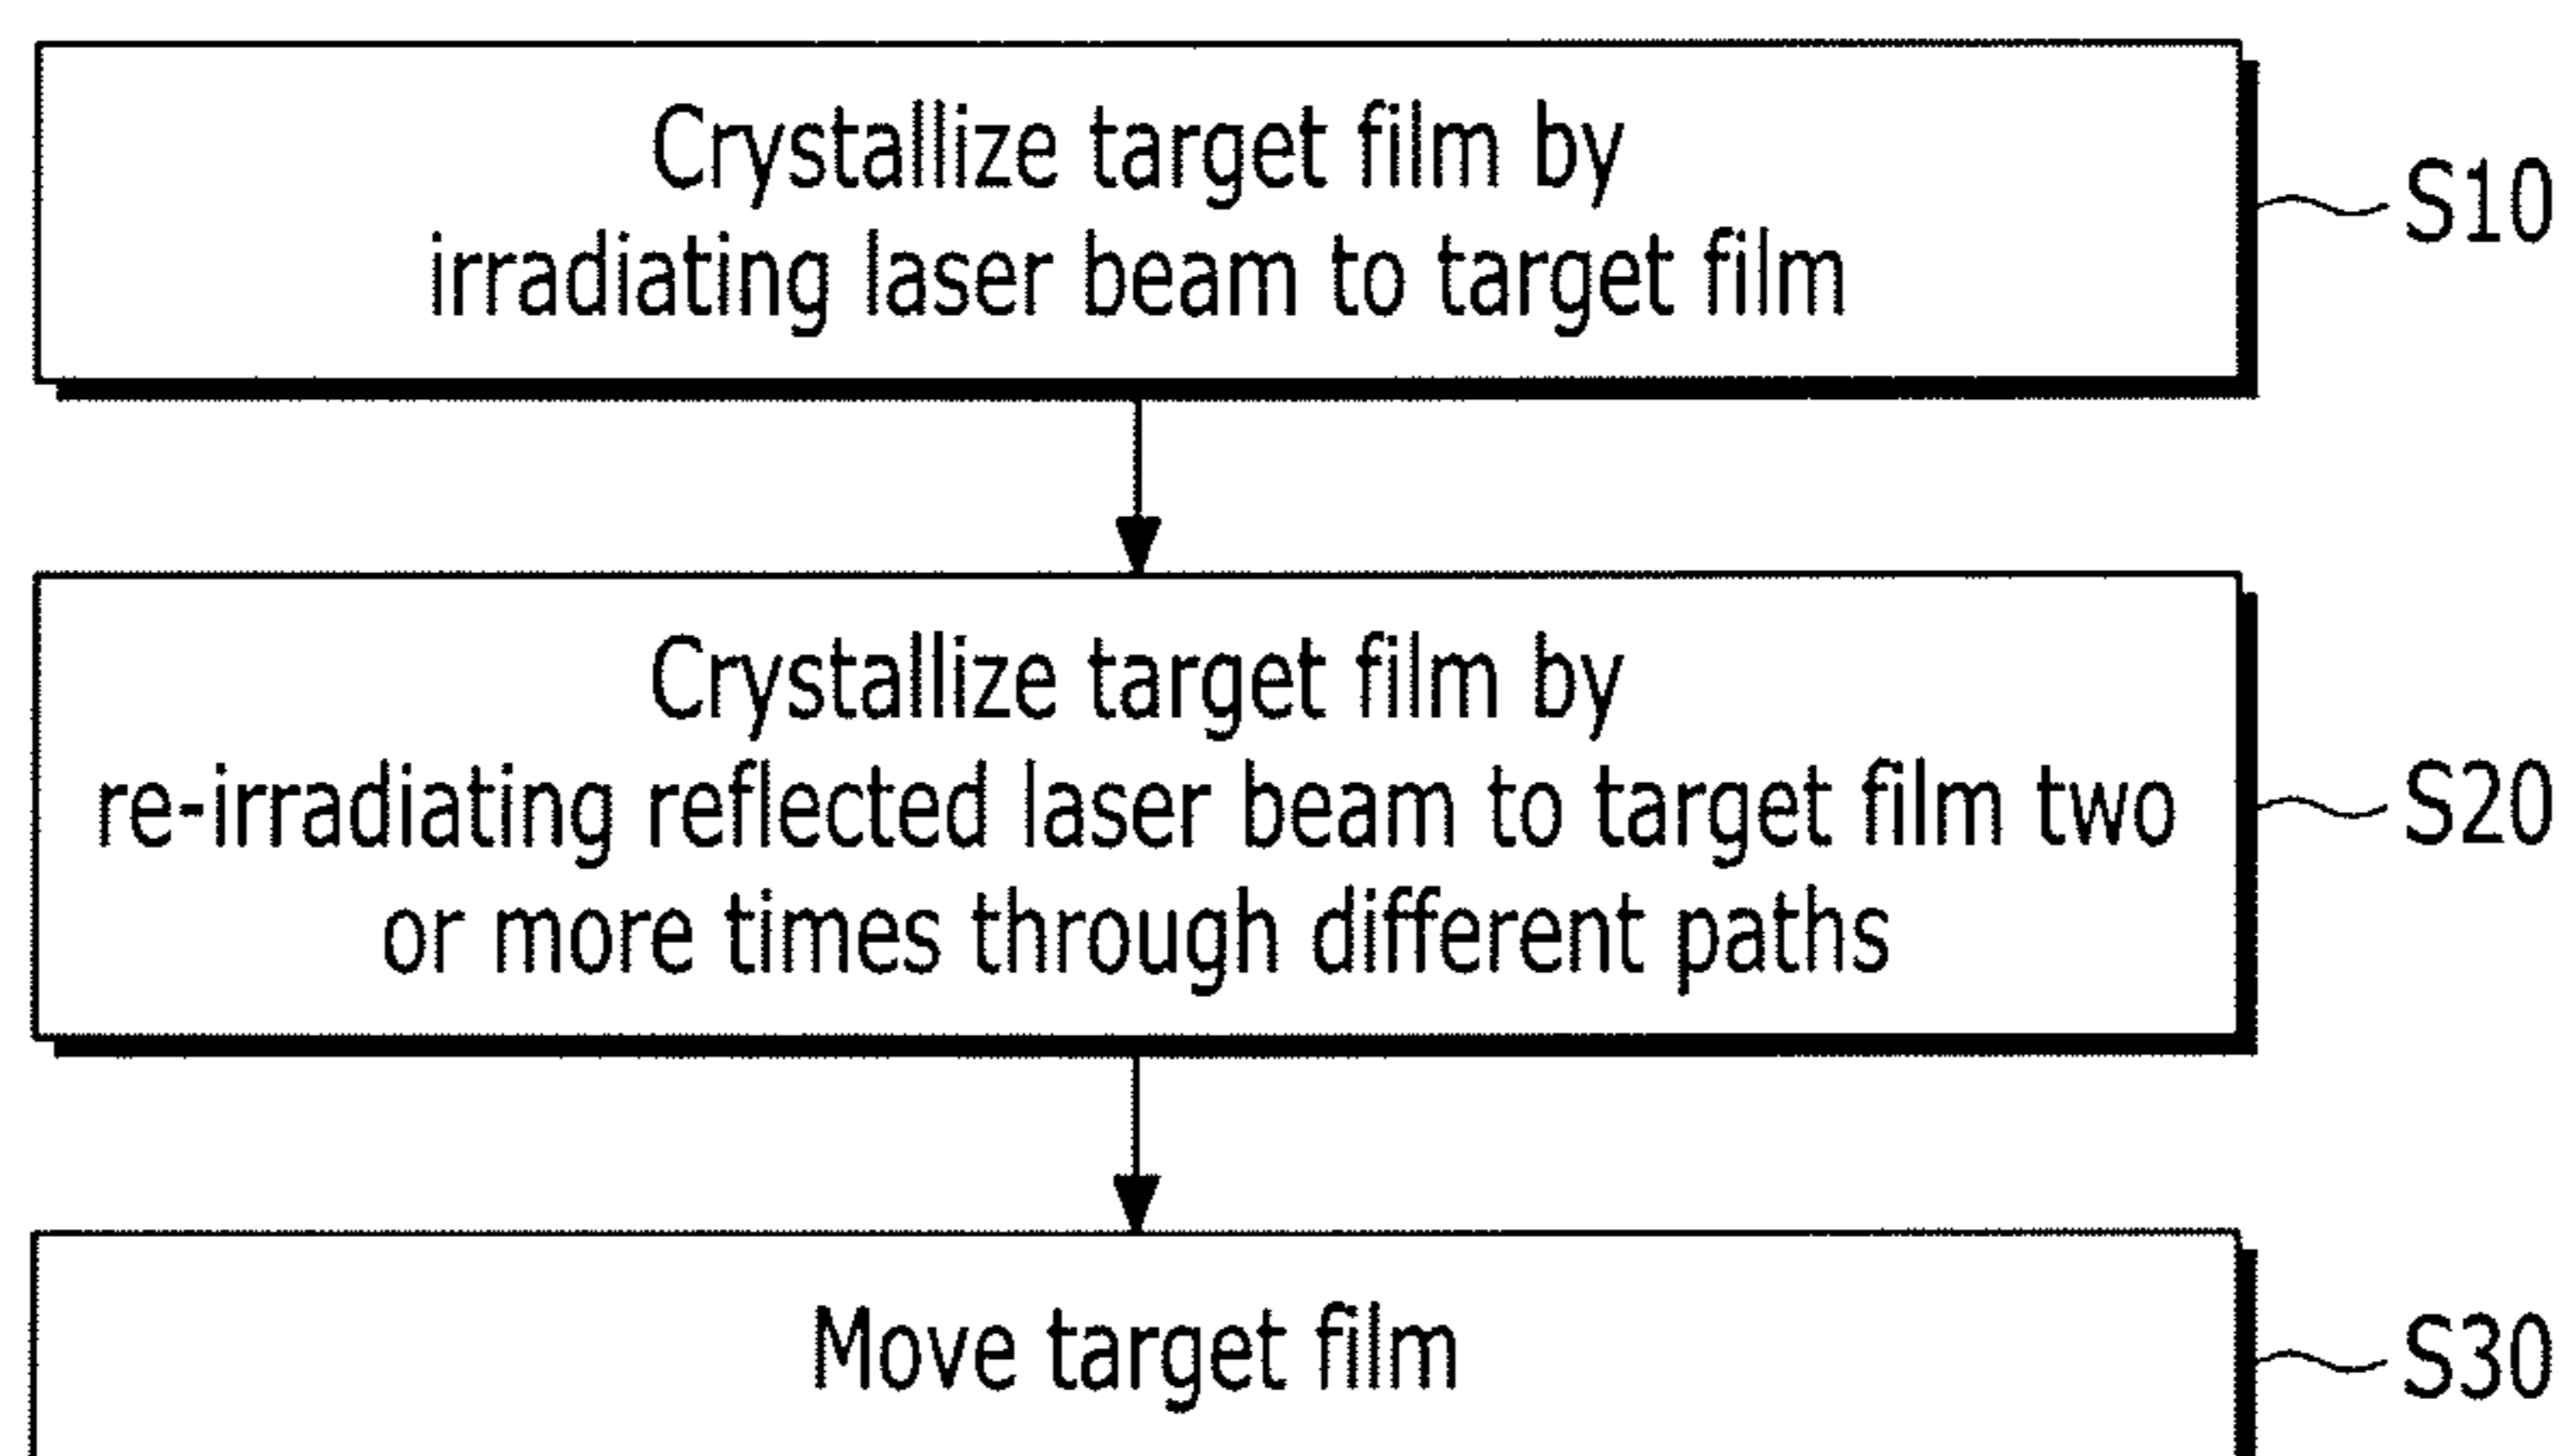 Crystallize target film by
irradiating laser beam to target film
S10
Crystallize target film by
re-irradiating reflected laser beam to target film two
or more times through different paths
S20
Move target film
S30